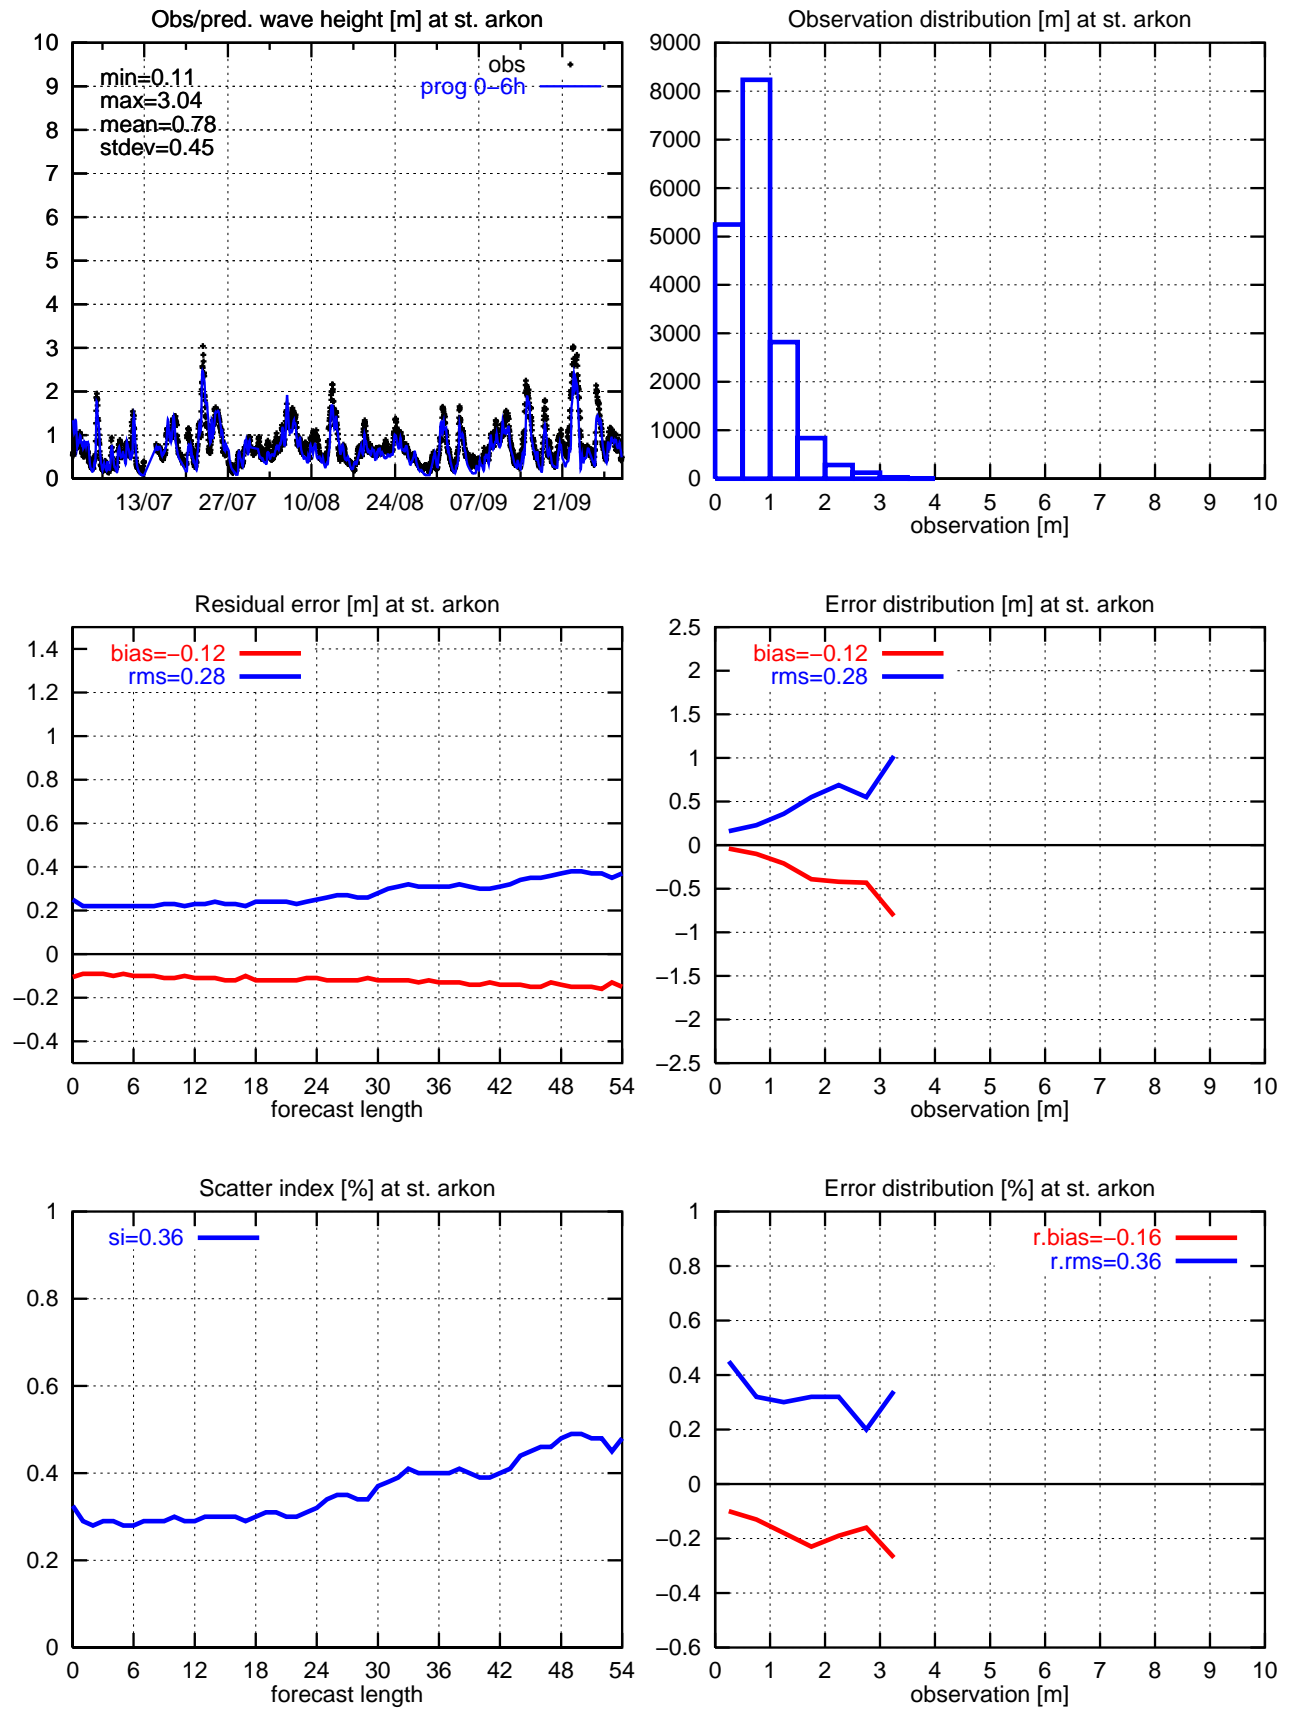 Obs/pred. wave height [m] at st. arkon
10
9
8
7
6
5
4
3
2
1
0
min=0.11
max=3.04
mean=0.78
stdev=0.45
obs
prog 0−6h
13/07 27/07 10/08 24/08 07/09 21/09
Observation distribution [m] at st. arkon
9000
8000
7000
6000
5000
4000
3000
2000
1000
0
0 1 2 3 4 5 6 7 8 9 10
observation [m]
Residual error [m] at st. arkon
1.4
1.2
1
0.8
0.6
0.4
0.2
0
−0.2
−0.4
bias=−0.12
rms=0.28
0 6 12 18 24 30 36 42 48 54
forecast length
Error distribution [m] at st. arkon
2.5
2
1.5
1
0.5
0
−0.5
−1
−1.5
−2
−2.5
bias=−0.12
rms=0.28
0 1 2 3 4 5 6 7 8 9 10
observation [m]
Scatter index [%] at st. arkon
1
0.8
0.6
0.4
0.2
0
si=0.36
0 6 12 18 24 30 36 42 48 54
forecast length
Error distribution [%] at st. arkon
1
0.8
0.6
0.4
0.2
0
−0.2
−0.4
−0.6
r.bias=−0.16
r.rms=0.36
0 1 2 3 4 5 6 7 8 9 10
observation [m]